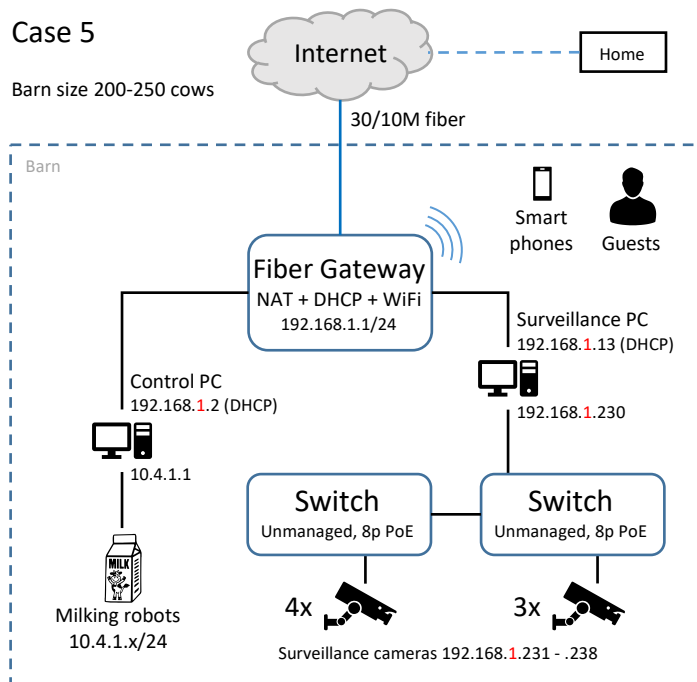 Case 5
Barn size 200-250 cows
Internet
Home
30/10M fiber
Barn
Smart
phones
Guests
Fiber Gateway
NAT + DHCP + WiFi
192.168.1.1/24
Surveillance PC
192.168.1.13 (DHCP)
192.168.1.230
Control PC
192.168.1.2 (DHCP)
10.4.1.1
MILK
Milking robots
10.4.1.x/24
Switch
Unmanaged, 8p PoE
Switch
Unmanaged, 8p PoE
4x
3x
Surveillance cameras 192.168.1.231 - .238